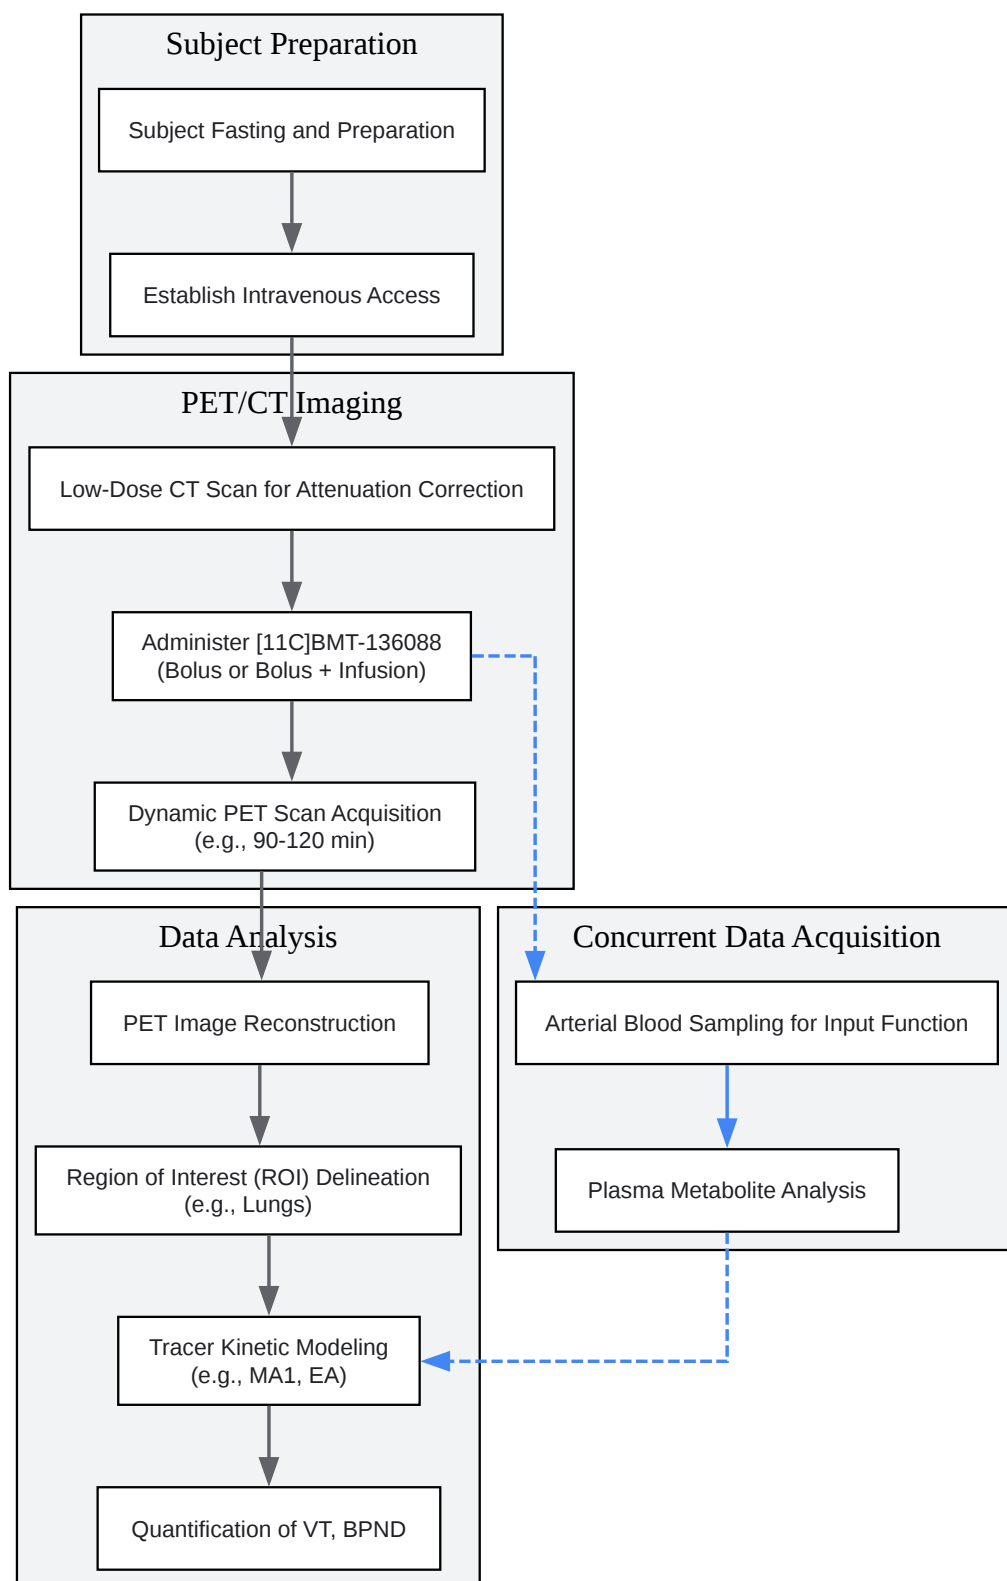 Subject Preparation
Subject Fasting and Preparation
Establish Intravenous Access
PET/CT Imaging
Low-Dose CT Scan for Attenuation Correction
Administer [11C]BMT-136088
(Bolus or Bolus + Infusion)
Dynamic PET Scan Acquisition
(e.g., 90-120 min)
Data Analysis
PET Image Reconstruction
Region of Interest (ROI) Delineation
(e.g., Lungs)
Tracer Kinetic Modeling
(e.g., MA1, EA)
Quantification of VT, BPND
Concurrent Data Acquisition
Arterial Blood Sampling for Input Function
Plasma Metabolite Analysis